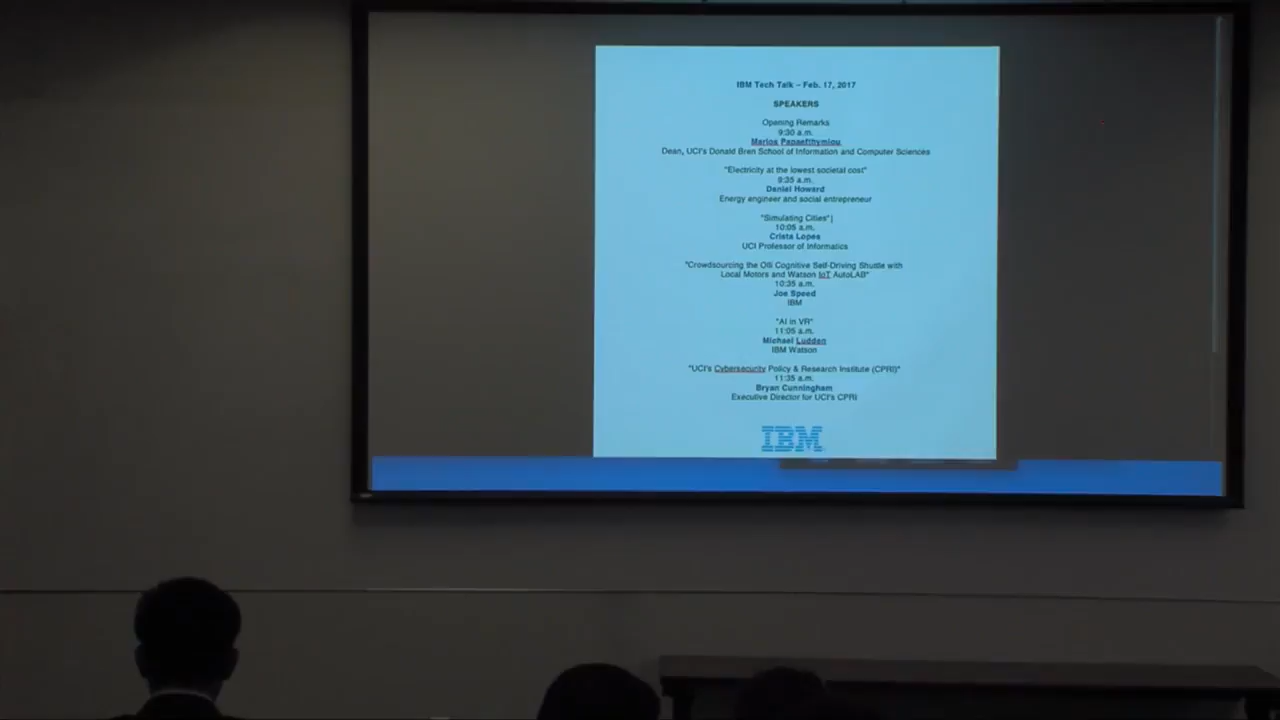 IBM Tech Talk – Feb. 17, 2017
SPEAKERS
Opening Remarks
9:30 a.m.
Marios Papaefthymiou
Dean, UCI's Donald Bren School of Information and Computer Sciences
"Electricity at the lowest societal cost"
9:35 a.m.
Daniel Howard
Energy engineer and social entrepreneur
"Simulating Cities"
10:05 a.m.
Crista Lopes
UCI Professor of Informatics
"Crowdsourcing the Olli Cognitive Self-Driving Shuttle with
Local Motors and Watson IoT AutoLAB"
10:35 a.m.
Joe Speed
IBM
"AI in VR"
11:05 a.m.
Michael Ludden
IBM Watson
"UCI's Cybersecurity Policy & Research Institute (CPRI)"
11:35 a.m.
Bryan Cunningham
Executive Director for UCI's CPRI
IBM